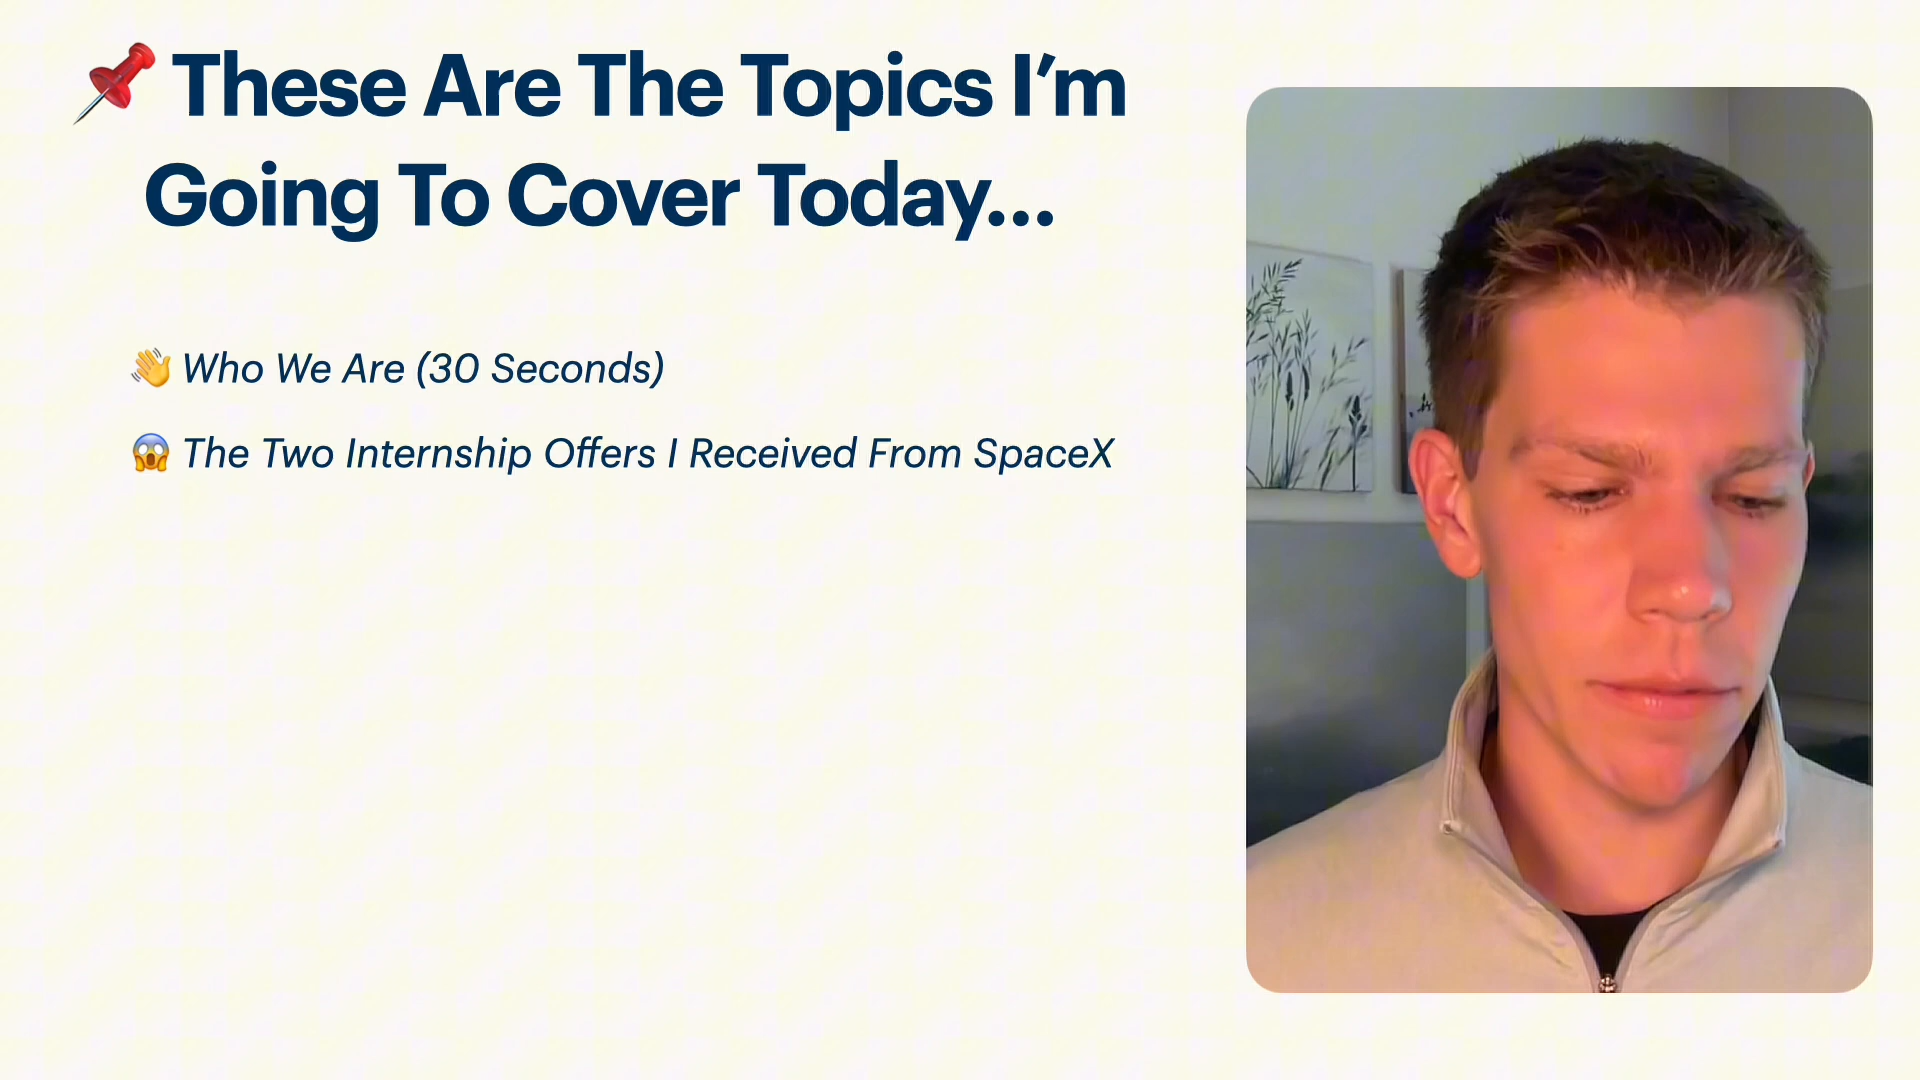 📌 These Are The Topics I’m
Going To Cover Today...
👋 Who We Are (30 Seconds)
😱 The Two Internship Offers I Received From SpaceX